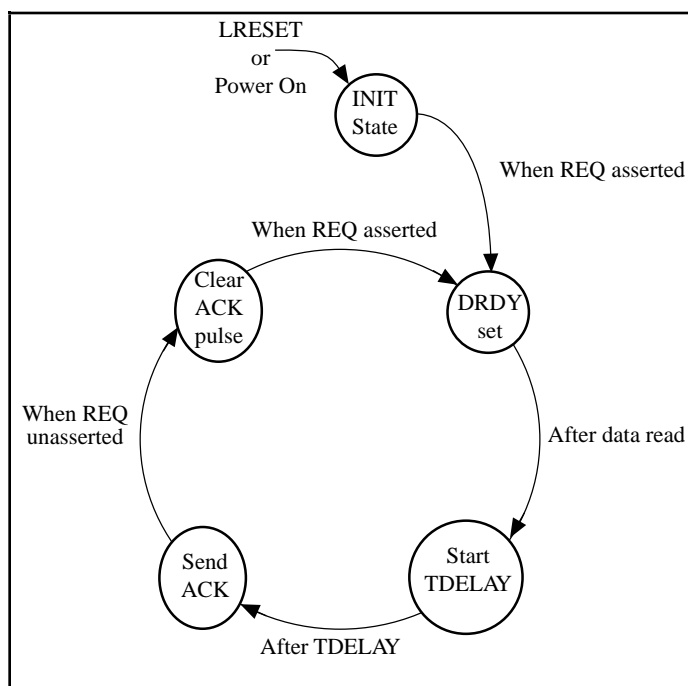 LRESET
or
Power On
INIT
State
When REQ asserted
When REQ asserted
Clear
ACK
pulse
DRDY
set
When REQ
unasserted
After data read
Send
ACK
Start
TDELAY
After TDELAY